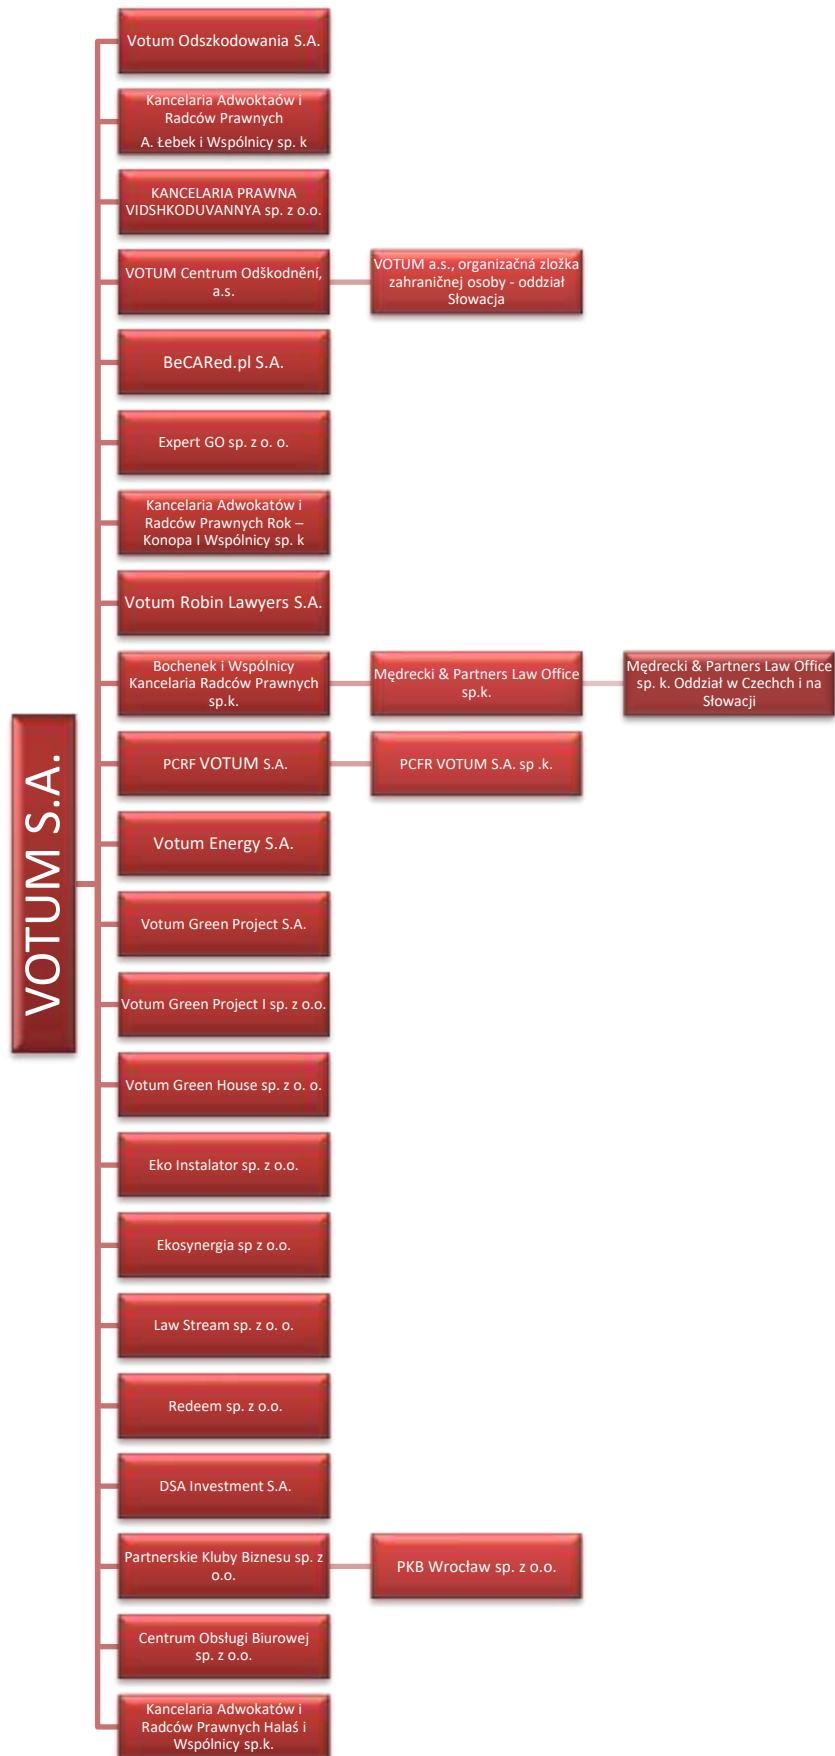 VOTUM S.A.
Votum Odszkodowania S.A.
Kancelaria Adwoktaów i
Radców Prawnych
A. Łebek i Wspólnicy sp. k
KANCELARIA PRAWNA
VIDSHKODUVANNYA sp. z o.o.
VOTUM Centrum Odškodnění,
a.s.
VOTUM a.s., organizačná zložka
zahraničnej osoby - oddział
Słowacja
BeCARed.pl S.A.
Expert GO sp. z o. o.
Kancelaria Adwokatów i
Radców Prawnych Rok –
Konopa I Wspólnicy sp. k
Votum Robin Lawyers S.A.
Bochenek i Wspólnicy
Kancelaria Radców Prawnych
sp.k.
Mędrecki & Partners Law Office
sp.k.
Mędrecki & Partners Law Office
sp. k. Oddział w Czechch i na
Słowacji
PCRF VOTUM S.A.
PCFR VOTUM S.A. sp .k.
Votum Energy S.A.
Votum Green Project S.A.
Votum Green Project I sp. z o.o.
Votum Green House sp. z o. o.
Eko Instalator sp. z o.o.
Ekosynergia sp z o.o.
Law Stream sp. z o. o.
Redeem sp. z o.o.
DSA Investment S.A.
Partnerskie Kluby Biznesu sp. z
o.o.
PKB Wrocław sp. z o.o.
Centrum Obsługi Biurowej
sp. z o.o.
Kancelaria Adwokatów i
Radców Prawnych Halaś i
Wspólnicy sp.k.